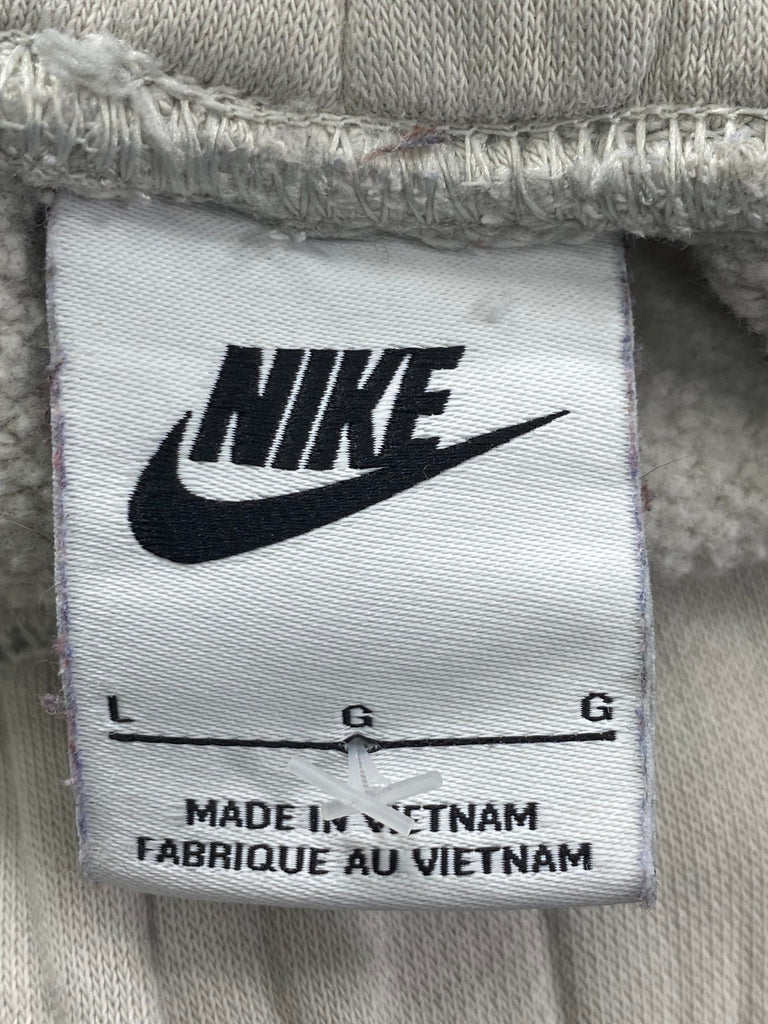 NIKE
L G G
MADE IN VIETNAM
FABRIQUE AU VIETNAM